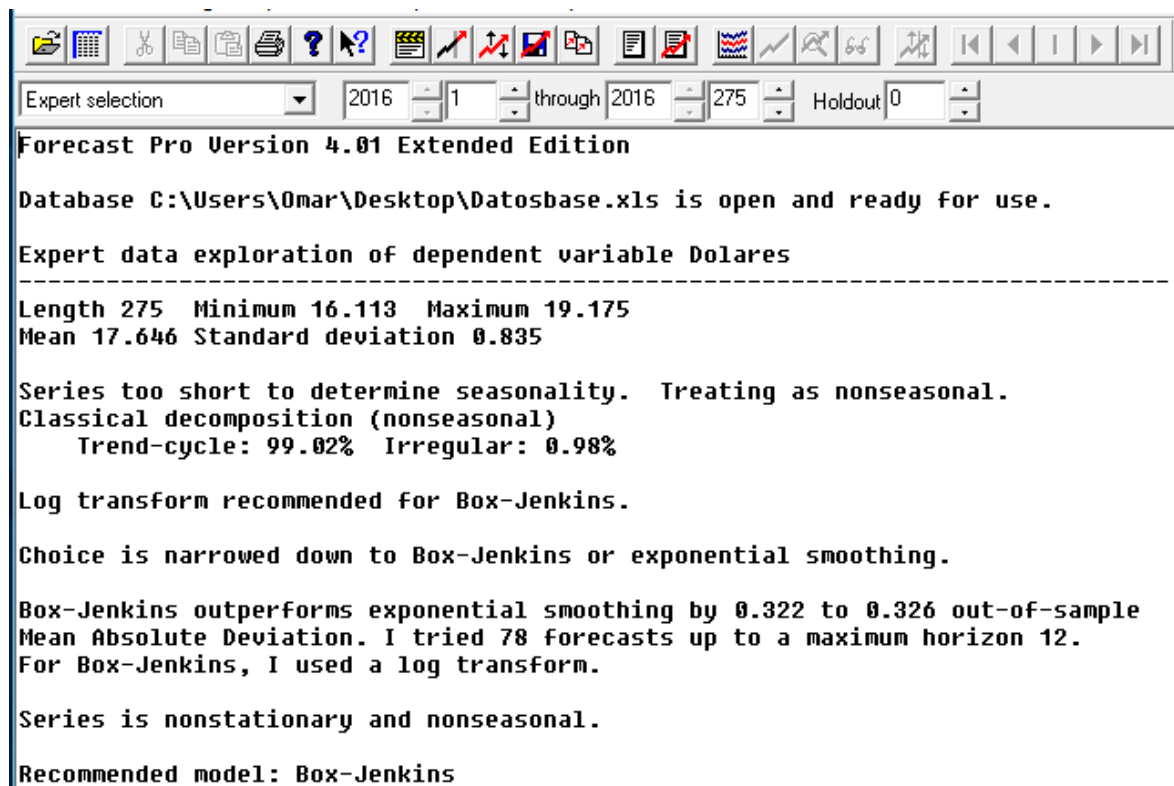 Expert selection 2016 1 through 2016 275 Holdout 0
Forecast Pro Version 4.01 Extended Edition
Database C:\Users\Omar\Desktop\Datosbase.xls is open and ready for use.
Expert data exploration of dependent variable Dolares
--------------------------------------------------------------------------------
Length 275  Minimum 16.113  Maximum 19.175
Mean 17.646 Standard deviation 0.835
Series too short to determine seasonality.  Treating as nonseasonal.
Classical decomposition (nonseasonal)
Trend-cycle: 99.02%  Irregular: 0.98%
Log transform recommended for Box-Jenkins.
Choice is narrowed down to Box-Jenkins or exponential smoothing.
Box-Jenkins outperforms exponential smoothing by 0.322 to 0.326 out-of-sample
Mean Absolute Deviation. I tried 78 forecasts up to a maximum horizon 12.
For Box-Jenkins, I used a log transform.
Series is nonstationary and nonseasonal.
Recommended model: Box-Jenkins